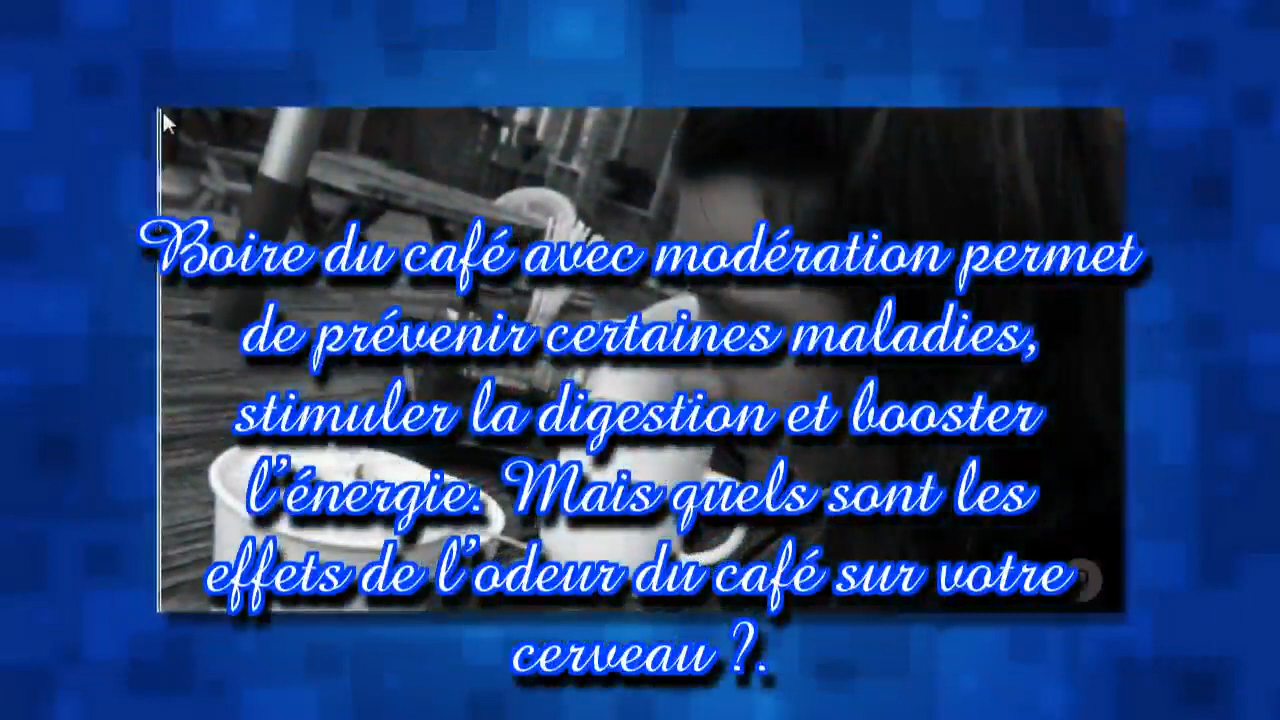 Boire du café avec modération permet
de prévenir certaines maladies,
stimuler la digestion et booster
l'énergie. Mais quels sont les
effets de l'odeur du café sur votre
cerveau ?.